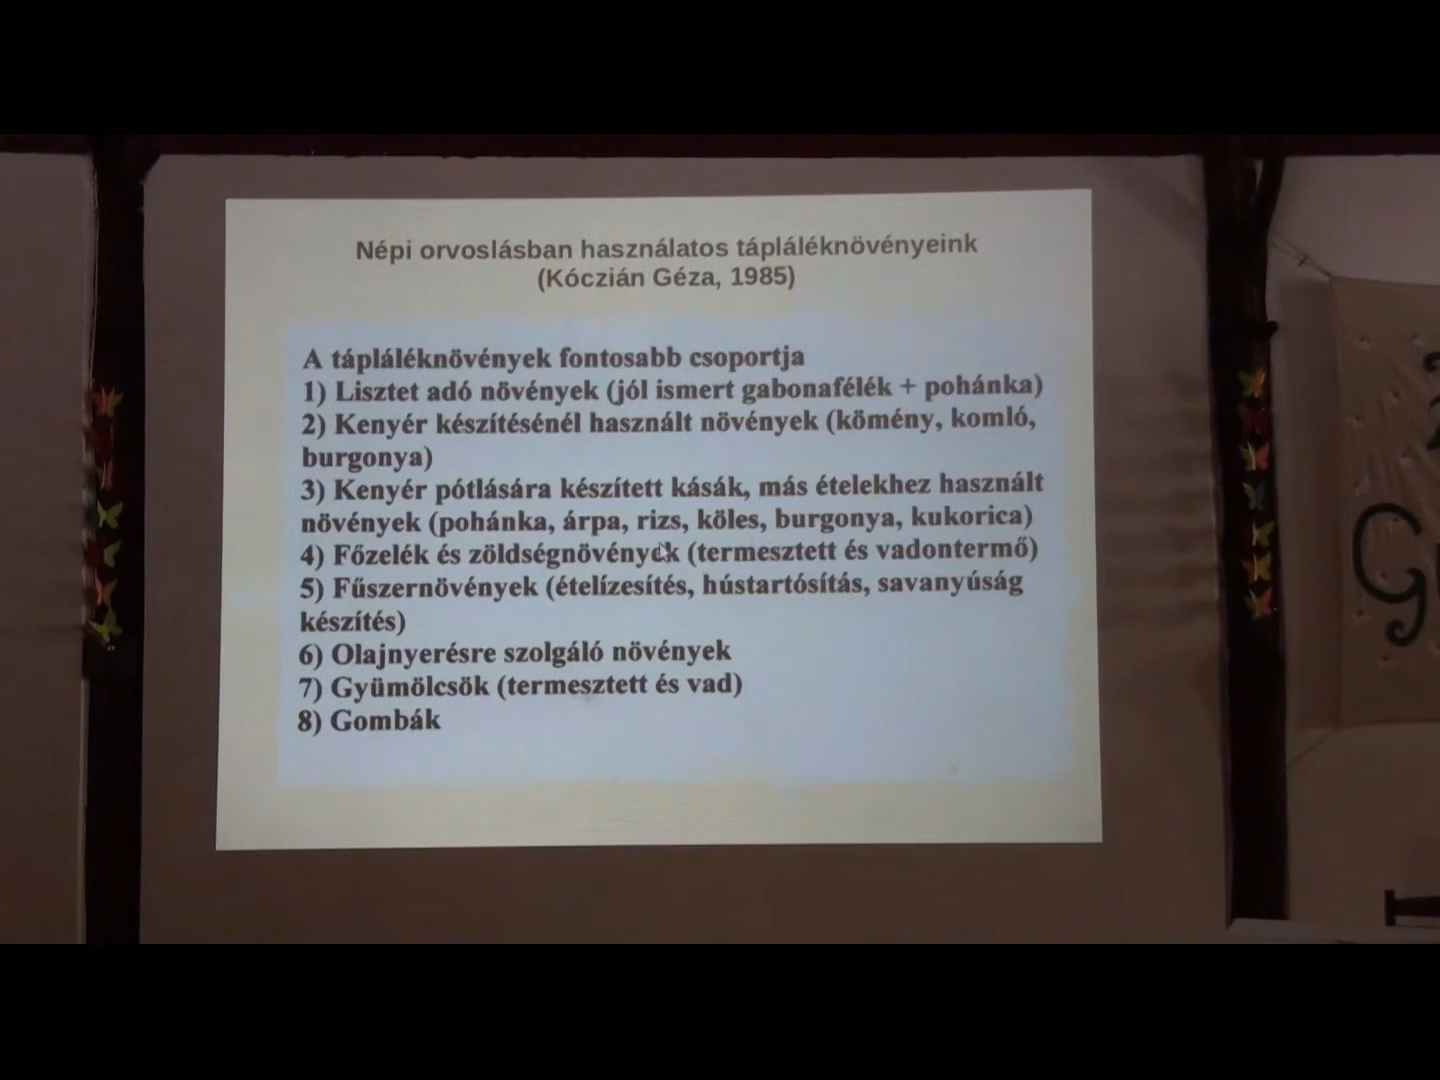 Népi orvoslásban használatos tápláléknövényeink
(Kóczián Géza, 1985)
A tápláléknövények fontosabb csoportja
1) Lisztet adó növények (jól ismert gabonafélék + pohánka)
2) Kenyér készítésénél használt növények (kömény, komló,
burgonya)
3) Kenyér pótlására készített kásák, más ételekhez használt
növények (pohánka, árpa, rizs, köles, burgonya, kukorica)
4) Főzelék és zöldségnövények (termesztett és vadontermő)
5) Fűszernövények (ételízesítés, hústartósítás, savanyúság
készítés)
6) Olajnyerésre szolgáló növények
7) Gyümölcsök (termesztett és vad)
8) Gombák